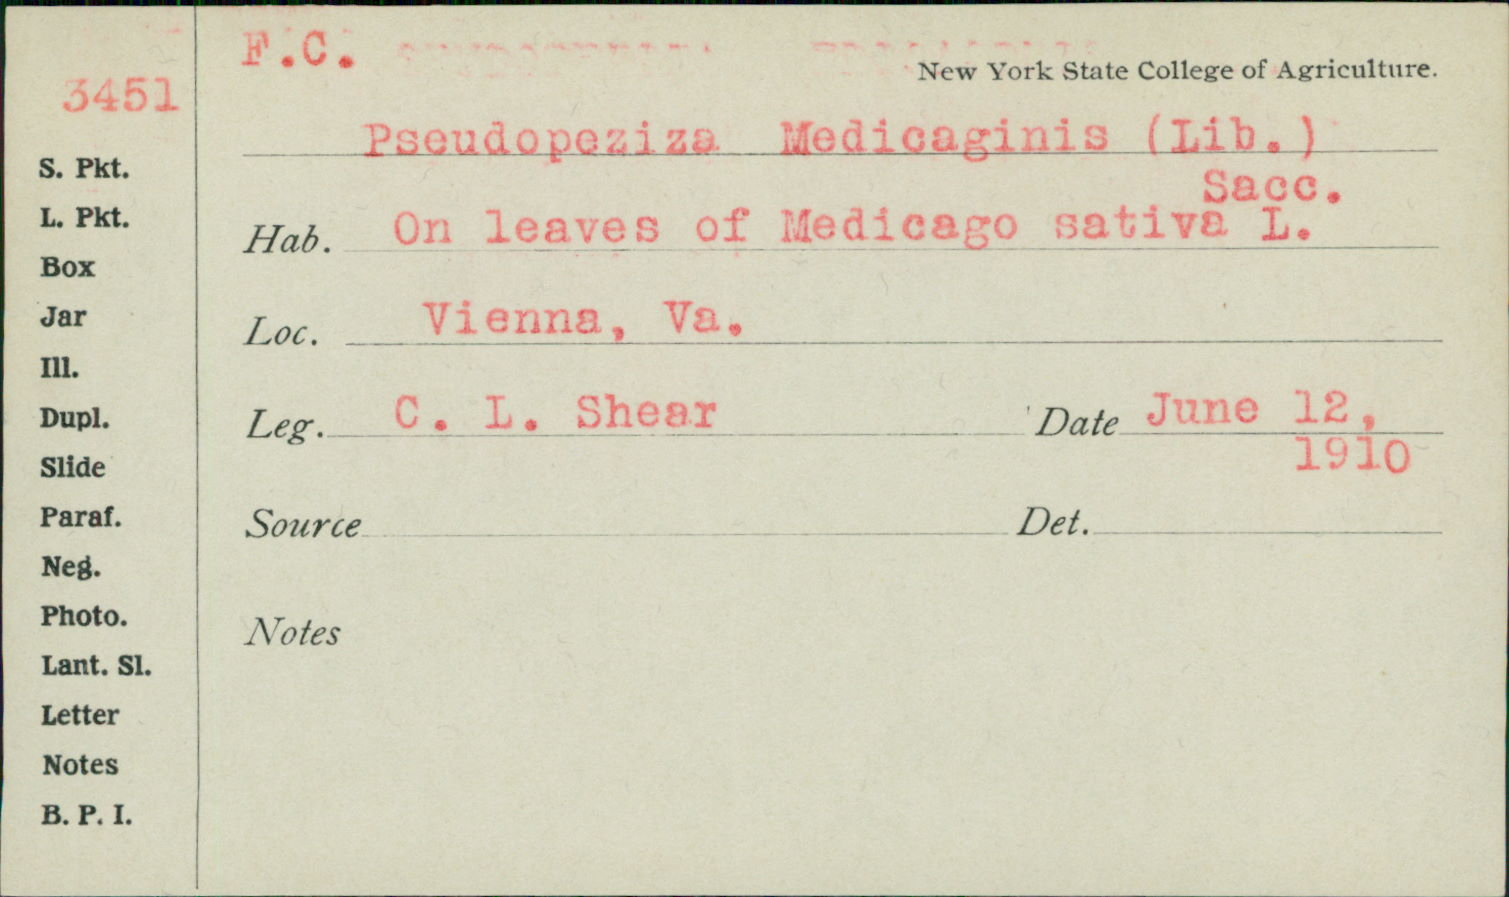 F.C.
New York State College of Agriculture.
3451
Pseudopeziza Medicaginis (Lib.)
Sacc.
Hab. On leaves of Medicago sativa L.
Loc. Vienna, Va.
Leg. C. L. Shear Date June 12,
1910
Source Det.
Notes
S. Pkt.
L. Pkt.
Box
Jar
Ill.
Dupl.
Slide
Paraf.
Neg.
Photo.
Lant. Sl.
Letter
Notes
B. P. I.